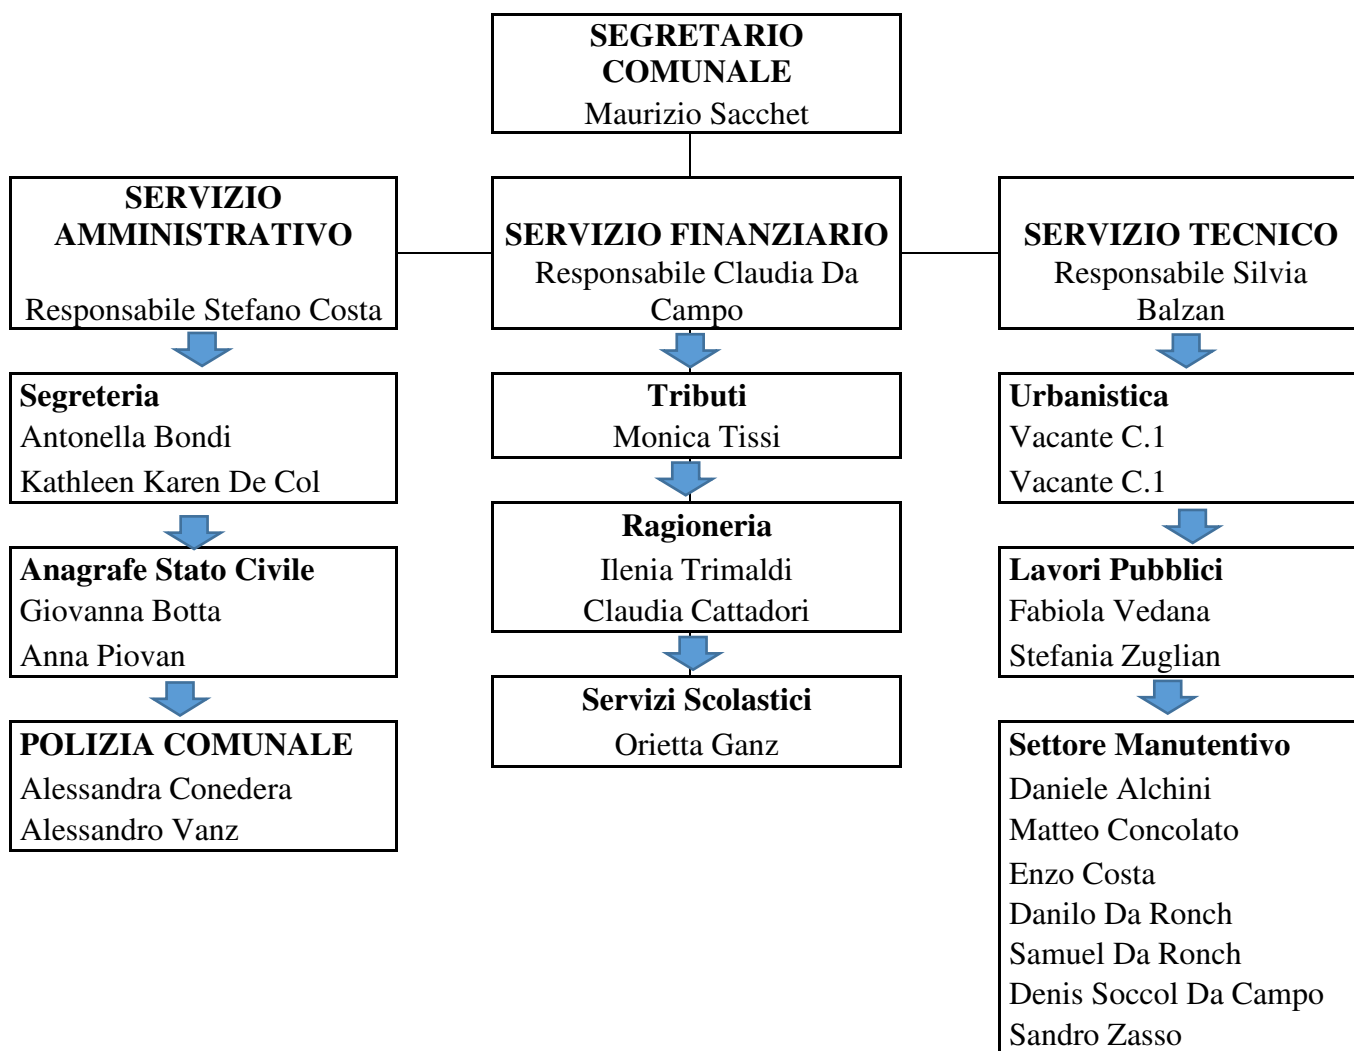 SEGRETARIO
COMUNALE
Maurizio Sacchet
SERVIZIO
AMMINISTRATIVO
Responsabile Stefano Costa
SERVIZIO FINANZIARIO
Responsabile Claudia Da
Campo
SERVIZIO TECNICO
Responsabile Silvia
Balzan
Segreteria
Antonella Bondi
Kathleen Karen De Col
Anagrafe Stato Civile
Giovanna Botta
Anna Piovan
POLIZIA COMUNALE
Alessandra Conedera
Alessandro Vanz
Tributi
Monica Tissi
Ragioneria
Ilenia Trimaldi
Claudia Cattadori
Servizi Scolastici
Orietta Ganz
Urbanistica
Vacante C.1
Vacante C.1
Lavori Pubblici
Fabiola Vedana
Stefania Zuglian
Settore Manutentivo
Daniele Alchini
Matteo Concolato
Enzo Costa
Danilo Da Ronch
Samuel Da Ronch
Denis Soccol Da Campo
Sandro Zasso